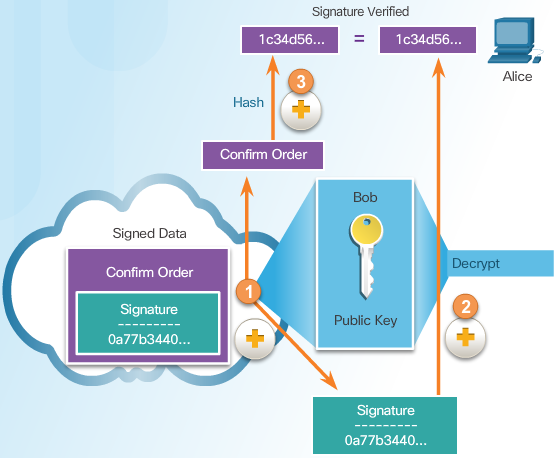 Signature Verified
1c34d56... = 1c34d56...
Alice
3
Hash
Confirm Order
Bob
Signed Data
Confirm Order
Decrypt
Signature
---------
0a77b3440...
1
2
Public Key
Signature
---------
0a77b3440...